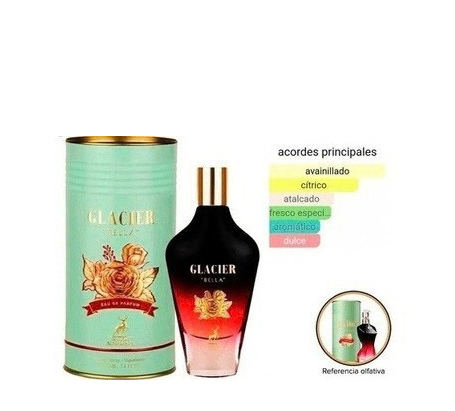 GLACIER
"BELLA"
EAU DE PARFUM
GLACIER
"BELLA"
acordes principales
avainillado
cítrico
atalcado
fresco especi...
aromático
dulce
Referencia olfativa